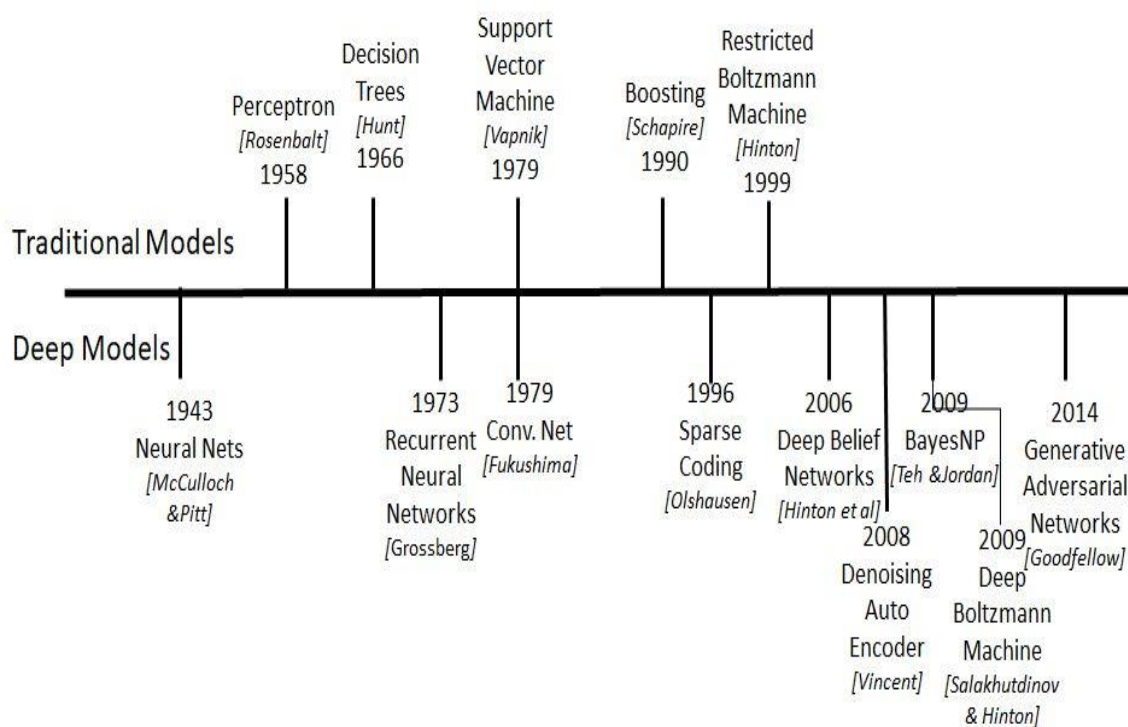 Perceptron
[Rosenbalt]
1958
Decision
Trees
[Hunt]
1966
Support
Vector
Machine
[Vapnik]
1979
Boosting
[Schapire]
1990
Restricted
Boltzmann
Machine
[Hinton]
1999
Traditional Models
Deep Models
1943
Neural Nets
[McCulloch
&Pitt]
1973
Recurrent
Neural
Networks
[Grossberg]
1979
Conv. Net
[Fukushima]
1996
Sparse
Coding
[Olshausen]
2006
Deep Belief
Networks
[Hinton et al]
2008
Denoising
Auto
Encoder
[Vincent]
2009
BayesNP
[Teh &Jordan]
2009
Deep
Boltzmann
Machine
[Salakhutdinov
& Hinton]
2014
Generative
Adversarial
Networks
[Goodfellow]